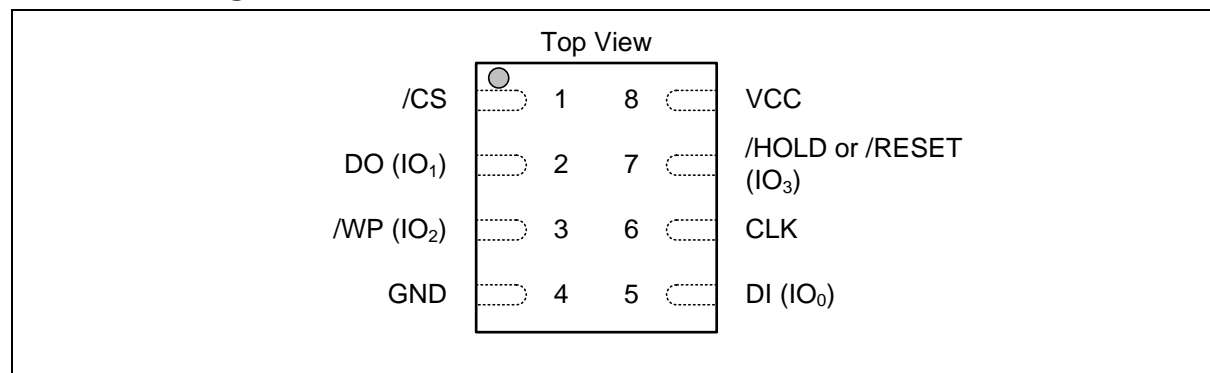 Top View
/CS 1 8 VCC
DO (IO₁) 2 7 /HOLD or /RESET
(IO₃)
/WP (IO₂) 3 6 CLK
GND 4 5 DI (IO₀)